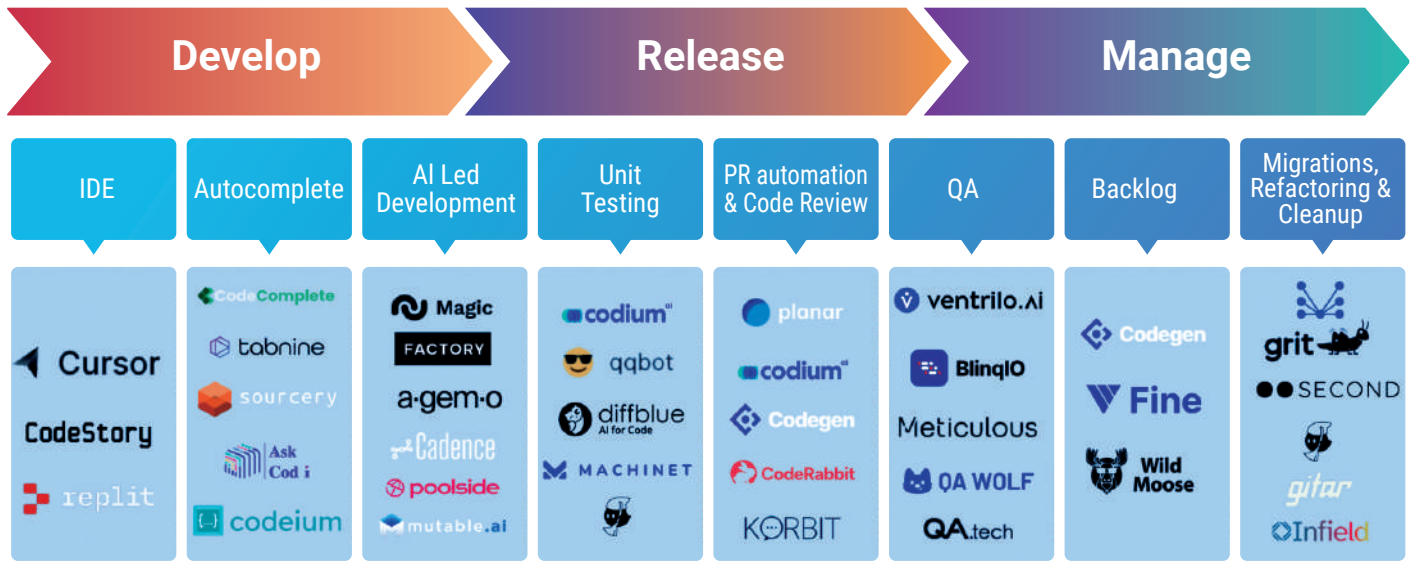 Develop
Release
Manage
IDE
Autocomplete
AI Led
Development
Unit
Testing
PR automation
& Code Review
QA
Backlog
Migrations,
Refactoring &
Cleanup
Cursor
CodeStory
replit
CodeComplete
tabnine
sourcery
Ask
Cod i
codeium
Magic
FACTORY
a·gem·o
Cadence
poolside
mutable.ai
codium ai
qqbot
diffblue
AI for Code
MACHINET
planar
codium ai
Codegen
CodeRabbit
KORBIT
ventrilo.ai
BlinqIO
Meticulous
QA WOLF
QA.tech
Codegen
Fine
Wild
Moose
grit
SECOND
gitar
Infield